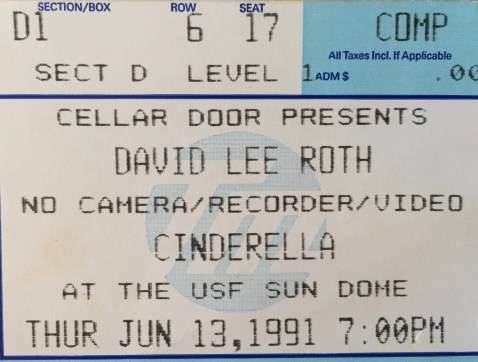 SECTION/BOX ROW SEAT
D1 6 17 COMP
All Taxes Incl. If Applicable
SECT D LEVEL 1 ADM $ .00
CELLAR DOOR PRESENTS
DAVID LEE ROTH
NO CAMERA/RECORDER/VIDEO
CINDERELLA
AT THE USF SUN DOME
THUR JUN 13,1991 7:00PM